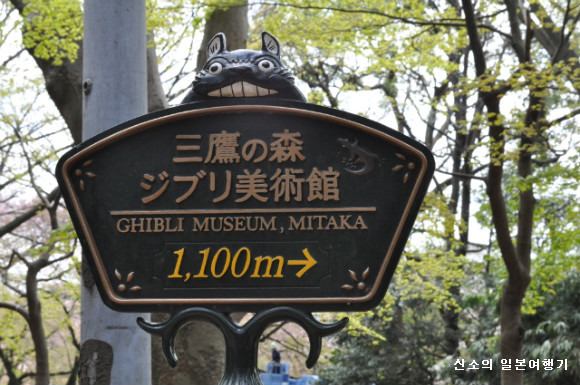 三鷹の森
ジブリ美術館
GHIBLI MUSEUM, MITAKA
1,100m→
산소의 일본여행기